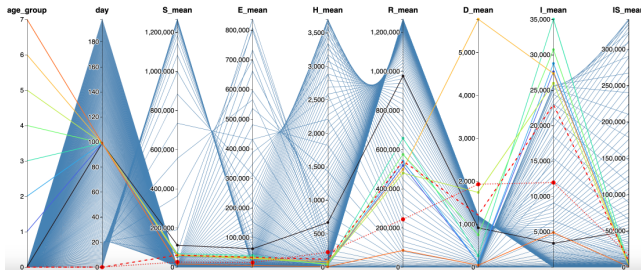 age_group day S_mean E_mean H_mean R_mean D_mean I_mean IS_mean
7 6 5 4 3 2 1 0
180 160 140 120 100 80 60 40 20 0
1,200,000 1,000,000 800,000 600,000 400,000 200,000 0
800,000 700,000 600,000 500,000 400,000 300,000 200,000 100,000 0
3,500 3,000 2,500 2,000 1,500 1,000 500 0
1,200,000 1,000,000 800,000 600,000 400,000 200,000 0
5,000 4,000 3,000 2,000 1,000 0
35,000 30,000 25,000 20,000 15,000 10,000 5,000 0
350,000 300,000 250,000 200,000 150,000 100,000 50,000 0